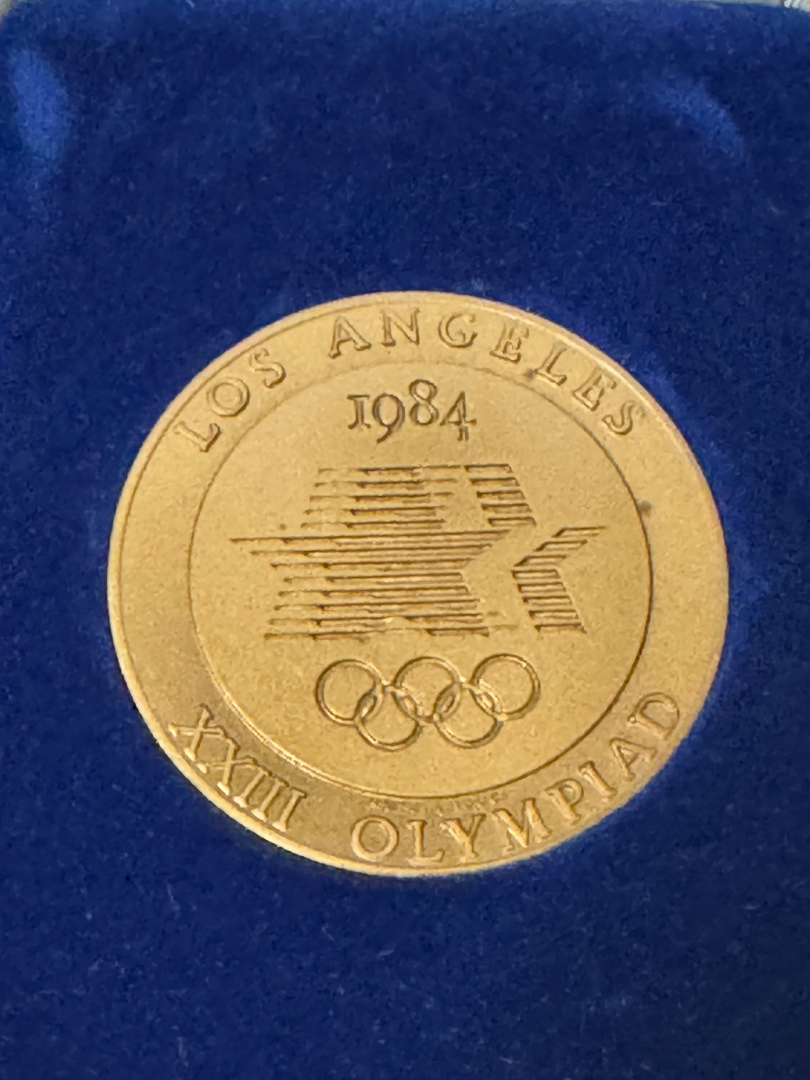 LOS ANGELES
1984
XXIII OLYMPIAD